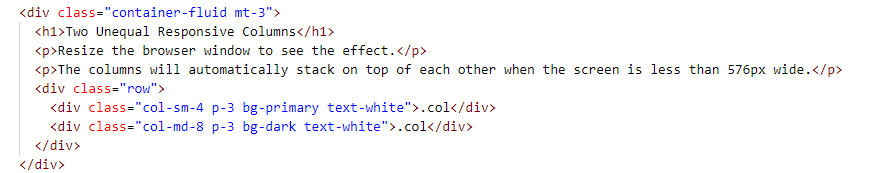 <div class="container-fluid mt-3">
  <h1>Two Unequal Responsive Columns</h1>
  <p>Resize the browser window to see the effect.</p>
  <p>The columns will automatically stack on top of each other when the screen is less than 576px wide.</p>
  <div class="row">
    <div class="col-sm-4 p-3 bg-primary text-white">.col</div>
    <div class="col-md-8 p-3 bg-dark text-white">.col</div>
  </div>
</div>